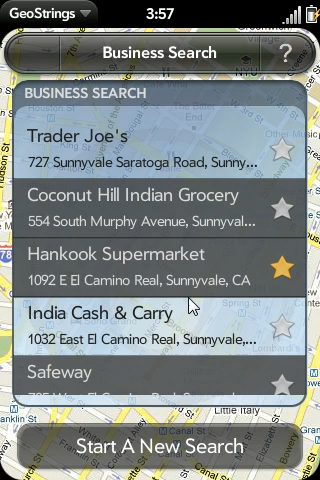 GeoStrings 3:57
Business Search ?
BUSINESS SEARCH
Trader Joe's
727 Sunnyvale Saratoga Road, Sunny...
Coconut Hill Indian Grocery
554 South Murphy Avenue, Sunnyval...
Hankook Supermarket
1092 E El Camino Real, Sunnyvale, CA
India Cash & Carry
1032 East El Camino Real, Sunnyvale,...
Safeway
Little Italy
Start A New Search